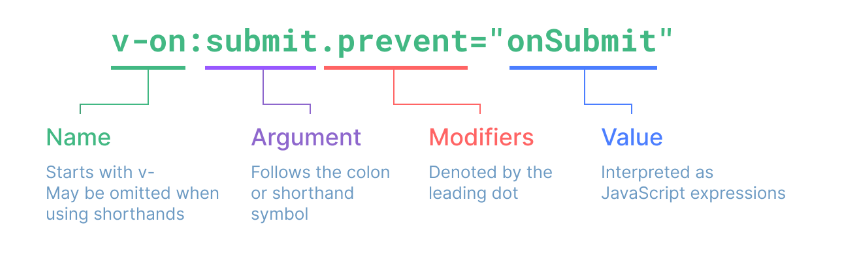 v-on:submit.prevent="onSubmit"
Name
Starts with v-
May be omitted when
using shorthands
Argument
Follows the colon
or shorthand
symbol
Modifiers
Denoted by the
leading dot
Value
Interpreted as
JavaScript expressions